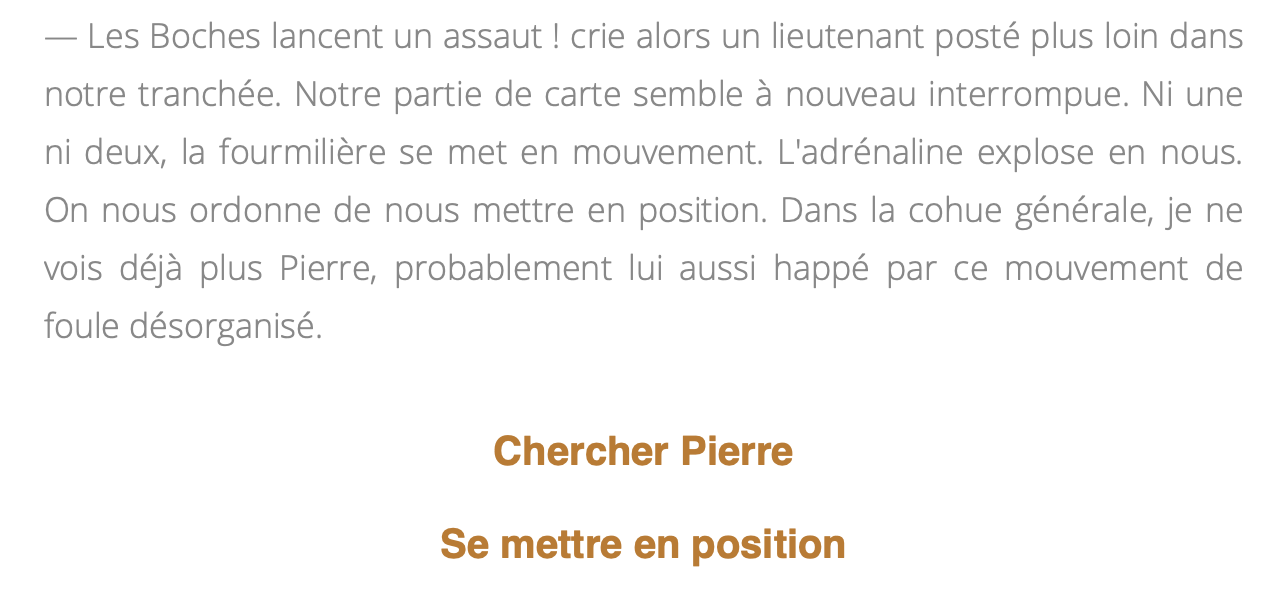 — Les Boches lancent un assaut ! crie alors un lieutenant posté plus loin dans
notre tranchée. Notre partie de carte semble à nouveau interrompue. Ni une
ni deux, la fourmilière se met en mouvement. L'adrénaline explose en nous.
On nous ordonne de nous mettre en position. Dans la cohue générale, je ne
vois déjà plus Pierre, probablement lui aussi happé par ce mouvement de
foule désorganisé.
Chercher Pierre
Se mettre en position